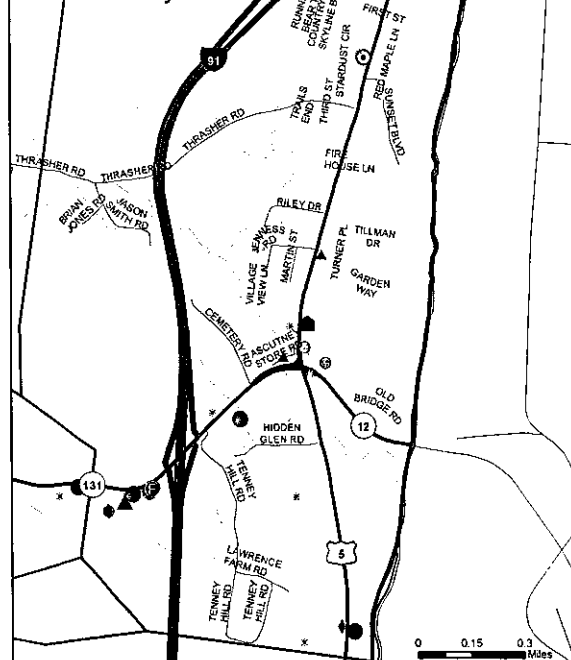 RUNN
BEAR
COUNTRY
SKYLINE B
FIRST ST
91
STARDUST CIR
RED MAPLE LN
TRAILS
END
THIRD ST
SUNSET BLVD
THRASHER RD
THRASHER RD
THRASHER RD
FIRE
HOUSE LN
BRIAN
JONES RD
JASON
SMITH RD
RILEY DR
JENNESS
RD
MARTIN ST
TURNER PL
TILLMAN
DR
VILLAGE
VIEW LN
GARDEN
WAY
CEMETERY RD
ASCUTNEY
STORE RD
OLD
BRIDGE RD
12
HIDDEN
GLEN RD
TENNEY
HILL RD
131
F
5
LAWRENCE
FARM RD
TENNEY
HILL RD
TENNEY
HILL RD
0 0.15 0.3
Miles